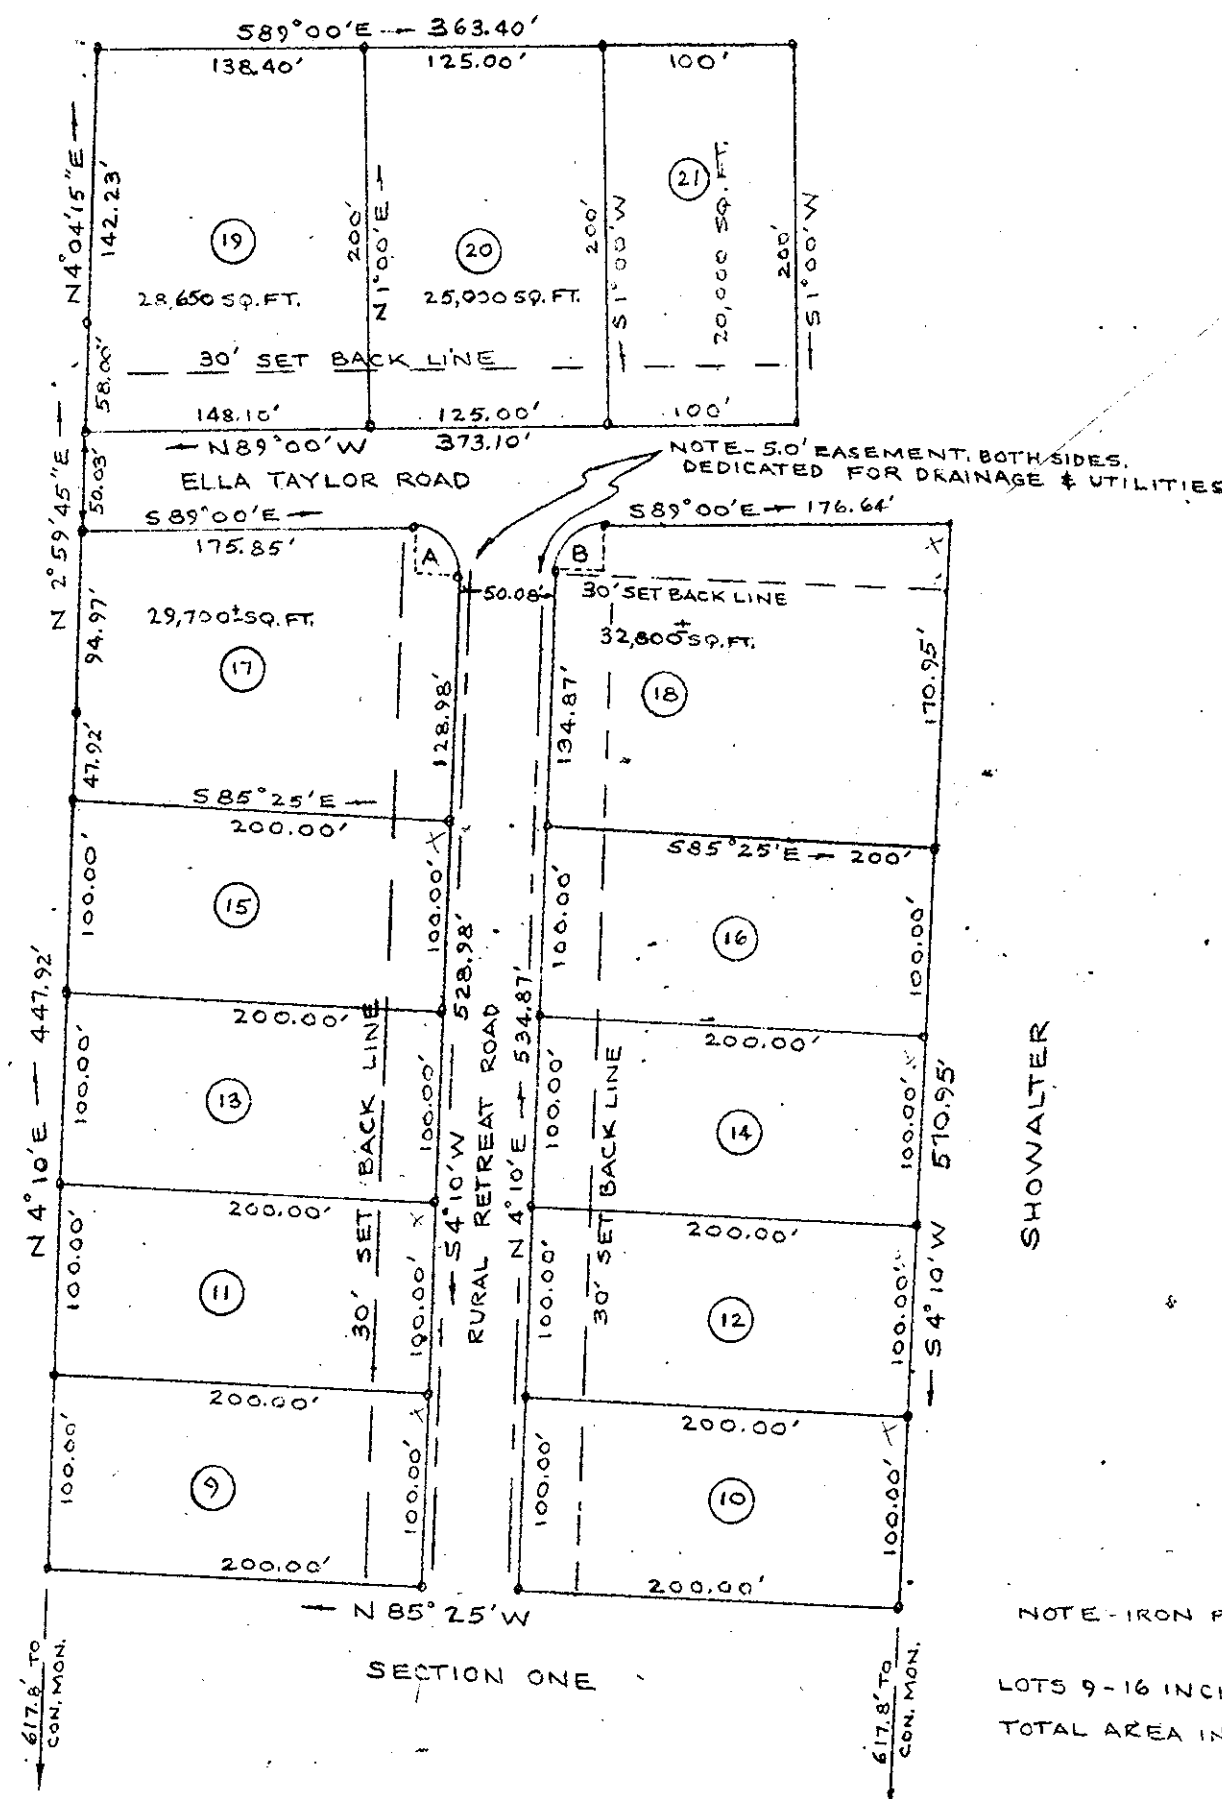 S89°00'E — 363.40'
138.40'
125.00'
100'
N4°04'15"E
142.23'
200'
N1°00'E
200'
S1°00'W
21
20,000 SQ. FT.
200'
S1°00'W
19
20
28,650 SQ. FT.
25,000 SQ. FT.
58.00'
30' SET BACK LINE
148.10'
125.00'
100'
N89°00'W
373.10'
NOTE - 5.0' EASEMENT, BOTH SIDES,
DEDICATED FOR DRAINAGE & UTILITIES
50.03'
ELLA TAYLOR ROAD
N 2°59'45"E
S89°00'E
S89°00'E — 176.64'
175.85'
A
B
50.08'
30' SET BACK LINE
94.97'
29,700± SQ. FT.
32,800± SQ. FT.
17
18
128.98'
134.87'
170.95'
47.92'
S85°25'E
200.00'
S85°25'E — 200'
100.00'
15
100.00'
100.00'
16
100.00'
528.98'
534.87'
N 4°10'E — 447.92'
200.00'
200.00'
100.00'
13
100.00'
100.00'
14
100.00'
570.95'
SHOWALTER
30' SET BACK LINE
S4°10'W
RURAL RETREAT ROAD
N 4°10'E
30' SET BACK LINE
200.00'
200.00'
100.00'
11
100.00'
100.00'
12
100.00'
S4°10'W
200.00'
200.00'
100.00'
9
100.00'
100.00'
10
100.00'
200.00'
200.00'
N 85°25'W
NOTE - IRON
SECTION ONE
617.8' TO
CON. MON.
617.8' TO
CON. MON.
LOTS 9-16
TOTAL AREA